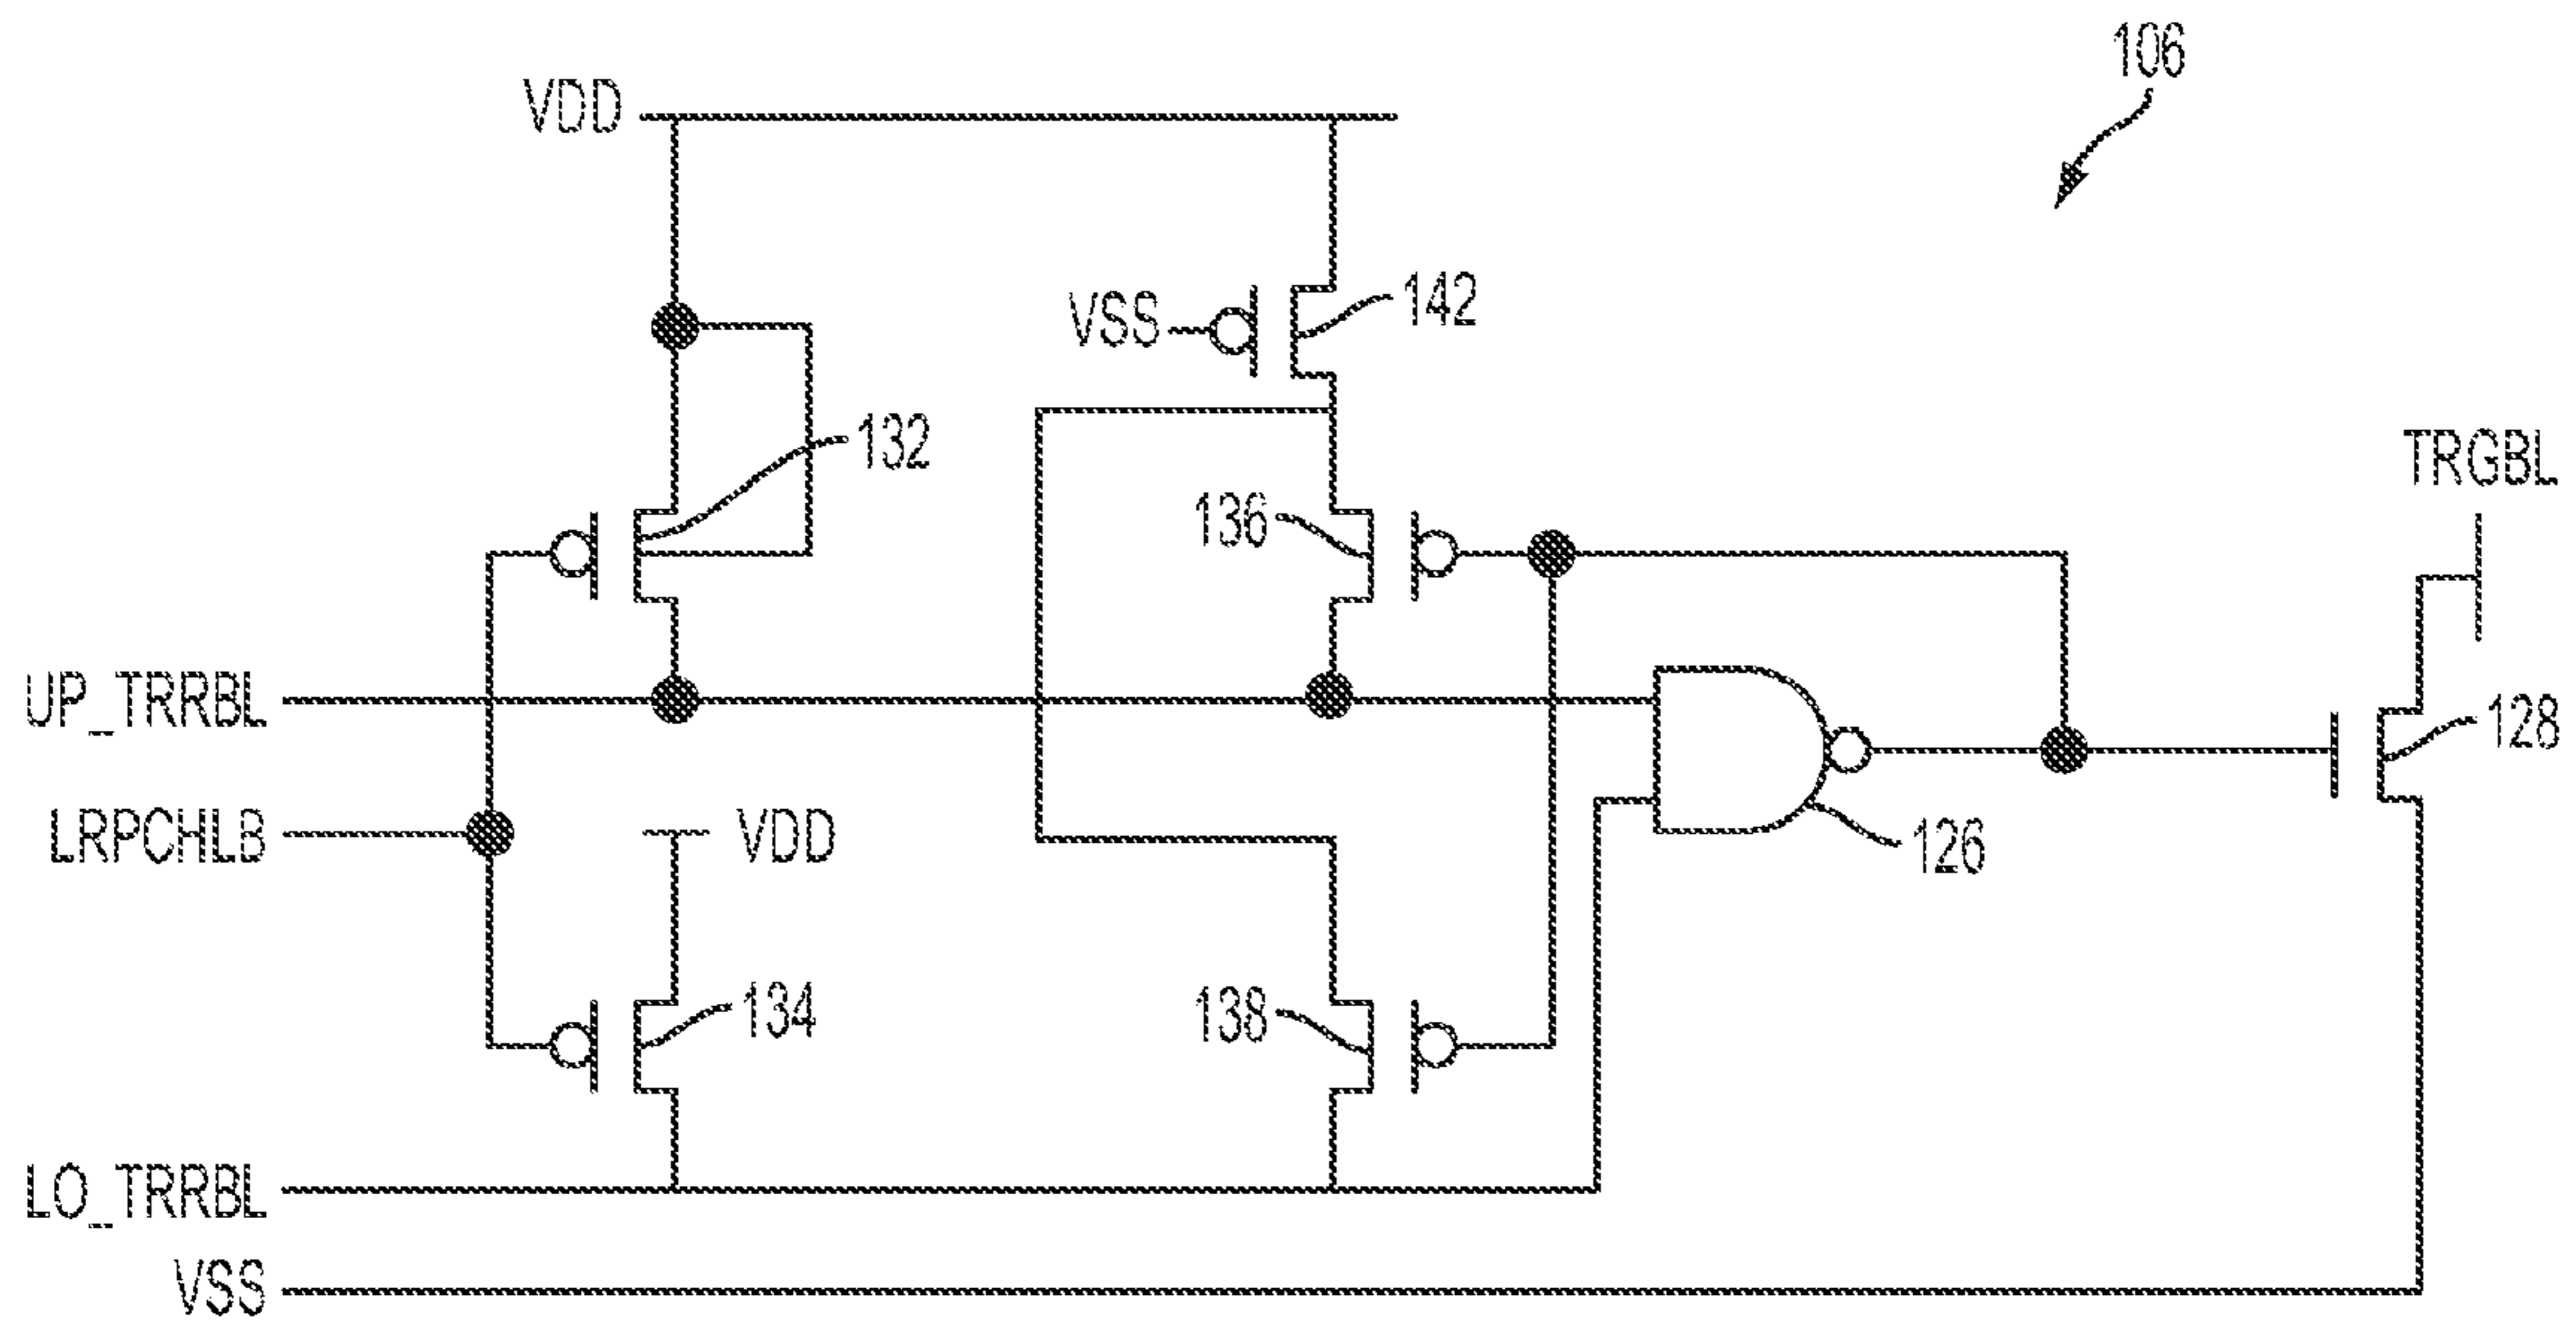 106
VDD
VSS
142
132
136
TRGBL
UP_TRRBL
128
LRPCHLB
VDD
126
134
138
LO_TRRBL
VSS